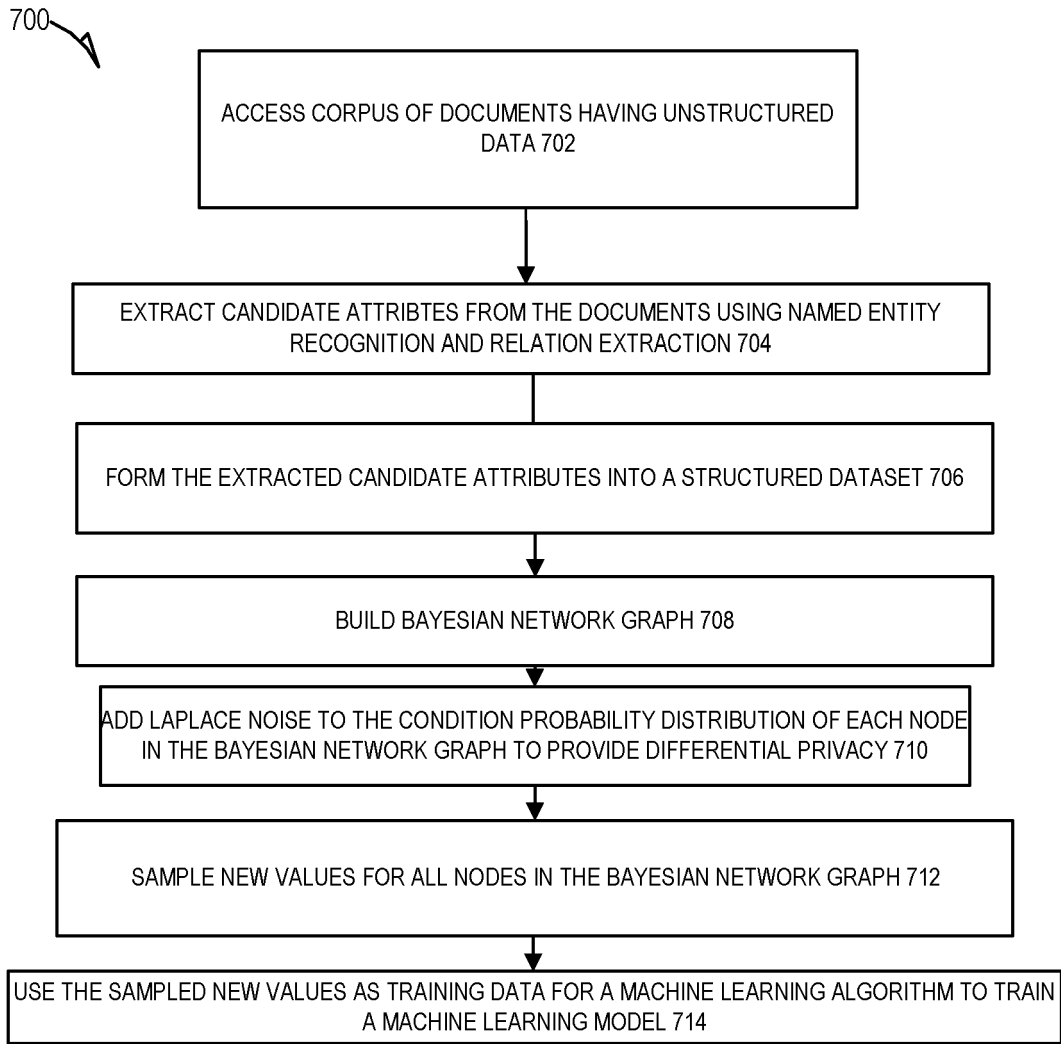 700
ACCESS CORPUS OF DOCUMENTS HAVING UNSTRUCTURED
DATA 702
EXTRACT CANDIDATE ATTRIBTES FROM THE DOCUMENTS USING NAMED ENTITY
RECOGNITION AND RELATION EXTRACTION 704
FORM THE EXTRACTED CANDIDATE ATTRIBUTES INTO A STRUCTURED DATASET 706
BUILD BAYESIAN NETWORK GRAPH 708
ADD LAPLACE NOISE TO THE CONDITION PROBABILITY DISTRIBUTION OF EACH NODE
IN THE BAYESIAN NETWORK GRAPH TO PROVIDE DIFFERENTIAL PRIVACY 710
SAMPLE NEW VALUES FOR ALL NODES IN THE BAYESIAN NETWORK GRAPH 712
USE THE SAMPLED NEW VALUES AS TRAINING DATA FOR A MACHINE LEARNING ALGORITHM TO TRAIN
A MACHINE LEARNING MODEL 714